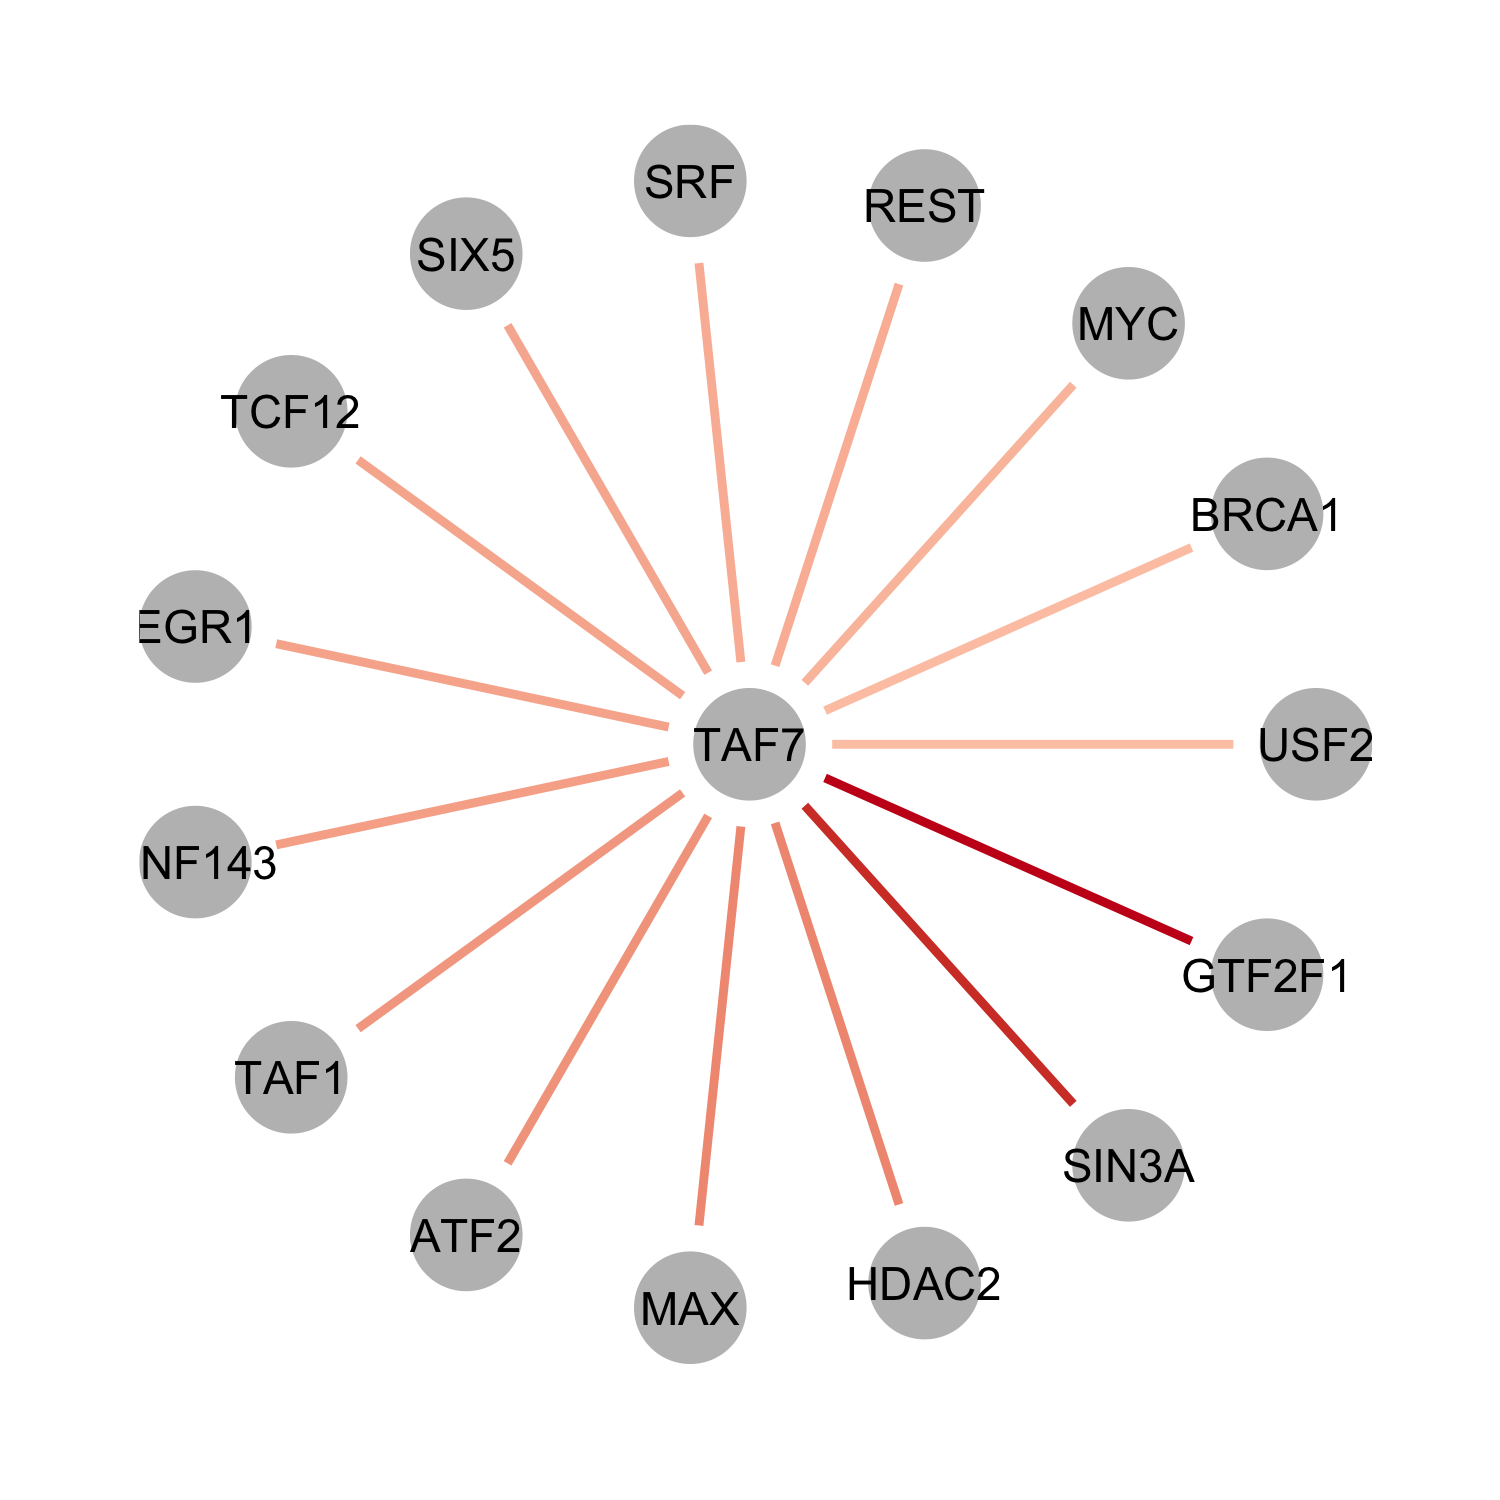 SRF
REST
SIX5
MYC
TCF12
BRCA1
EGR1
TAF7
USF2
NF143
GTF2F1
TAF1
SIN3A
ATF2
HDAC2
MAX